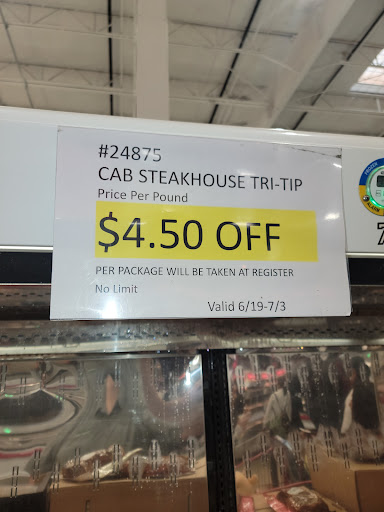 #24875
CAB STEAKHOUSE TRI-TIP
Price Per Pound
$4.50 OFF
PER PACKAGE WILL BE TAKEN AT REGISTER
No Limit
Valid 6/19-7/3